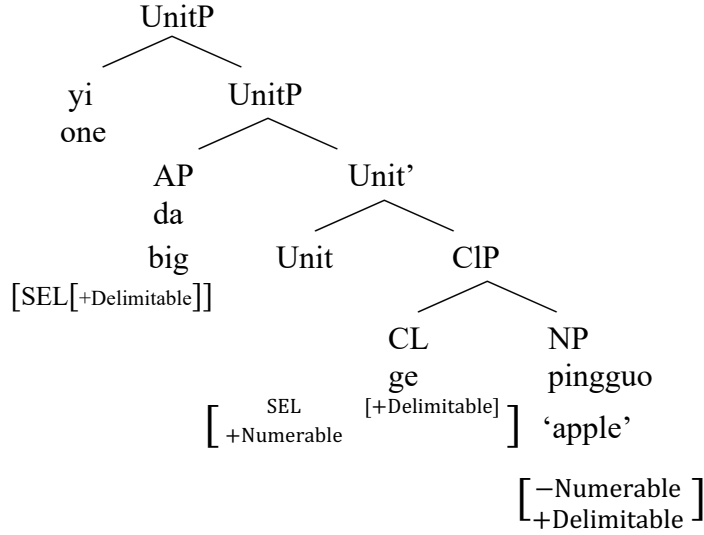 UnitP
yi UnitP
one
AP Unit’
da
big Unit ClP
[SEL[+Delimitable]]
CL NP
ge pingguo
[SEL [+Delimitable]
+Numerable] ‘apple’
[−Numerable
+Delimitable]